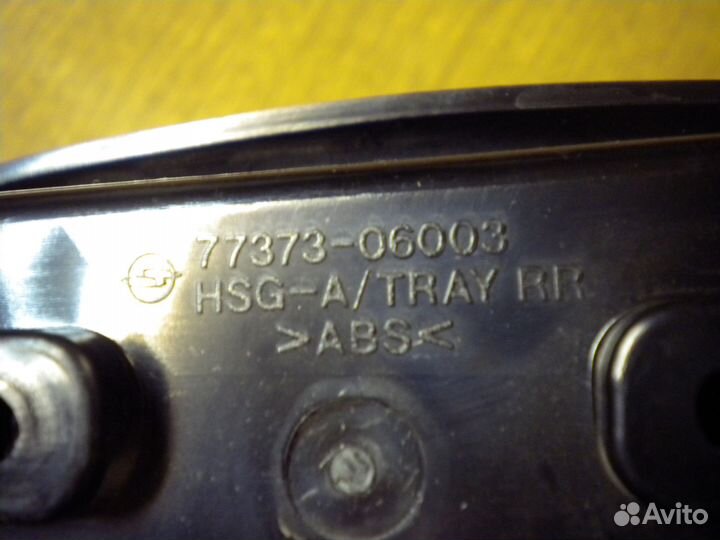 77373-06003
HSG-A/TRAY RR
>ABS<
Avito